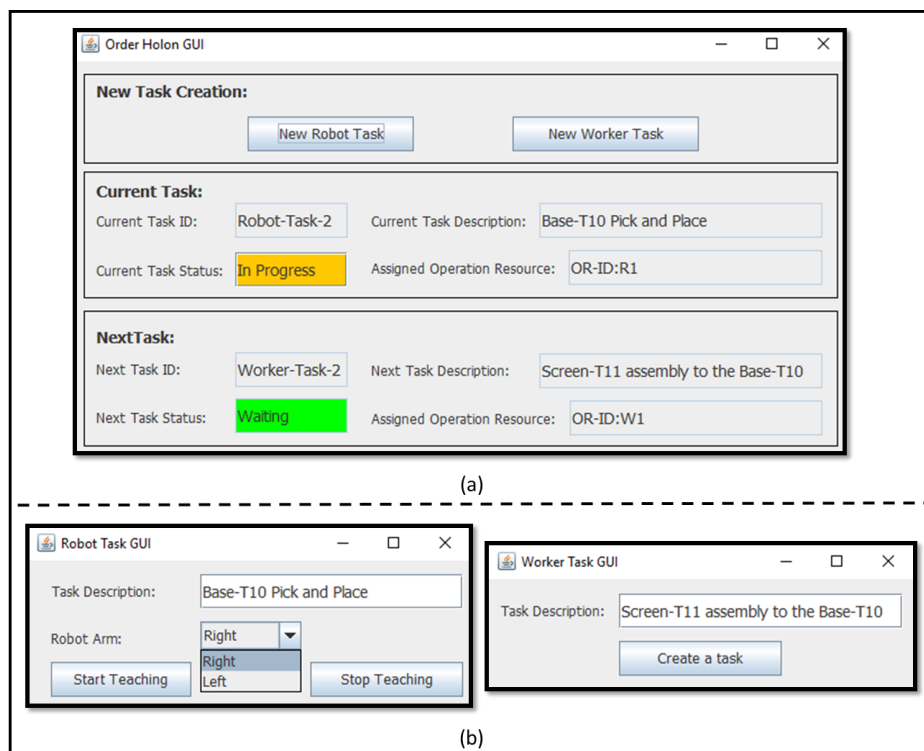 Order Holon GUI
New Task Creation:
New Robot Task New Worker Task
Current Task:
Current Task ID: Robot-Task-2 Current Task Description: Base-T10 Pick and Place
Current Task Status: In Progress Assigned Operation Resource: OR-ID:R1
NextTask:
Next Task ID: Worker-Task-2 Next Task Description: Screen-T11 assembly to the Base-T10
Next Task Status: Waiting Assigned Operation Resource: OR-ID:W1
(a)
Robot Task GUI
Task Description: Base-T10 Pick and Place
Robot Arm: Right
Right
Left
Start Teaching Stop Teaching
Worker Task GUI
Task Description: Screen-T11 assembly to the Base-T10
Create a task
(b)